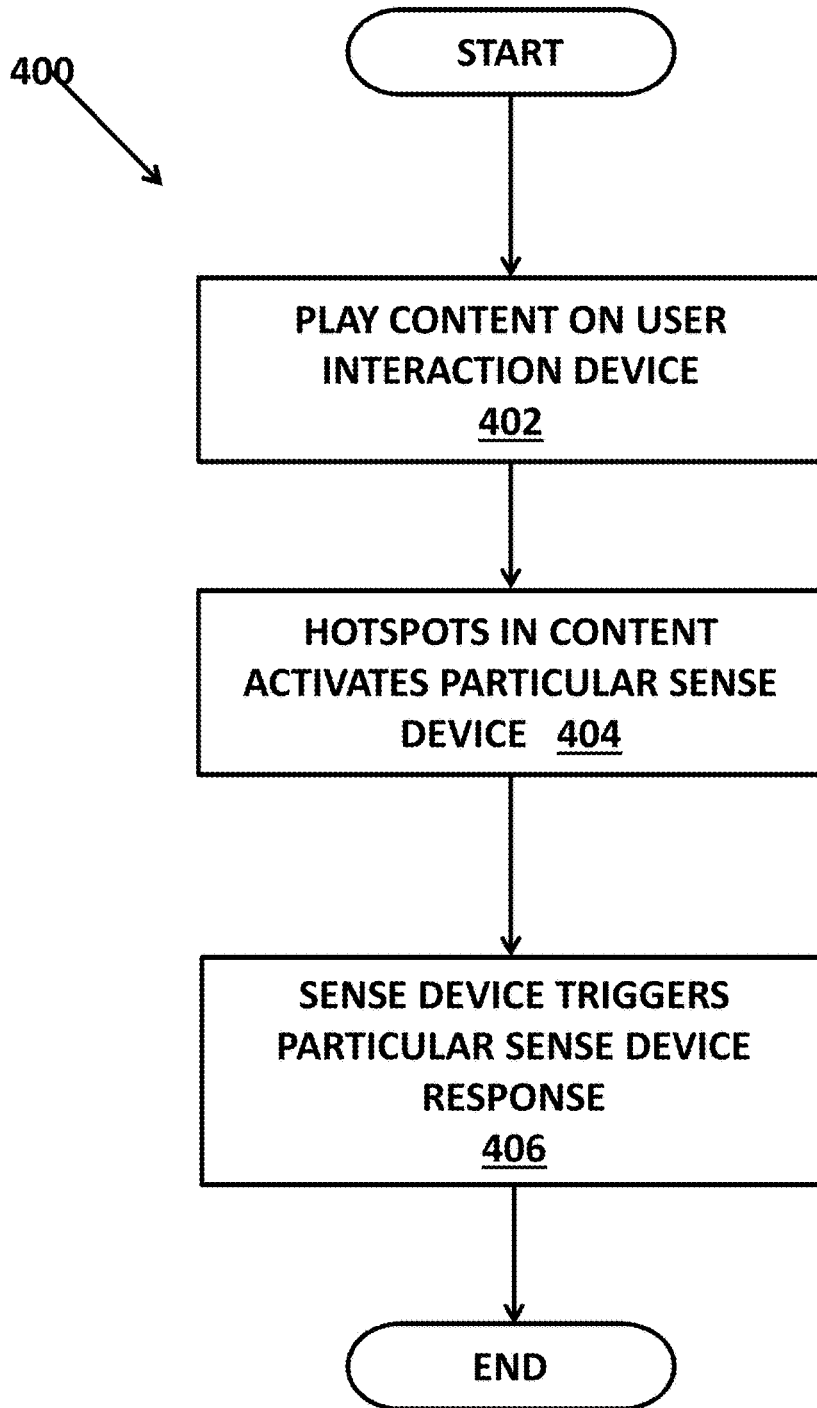 START
400
PLAY CONTENT ON USER
INTERACTION DEVICE
402
HOTSPOTS IN CONTENT
ACTIVATES PARTICULAR SENSE
DEVICE 404
SENSE DEVICE TRIGGERS
PARTICULAR SENSE DEVICE
RESPONSE
406
END